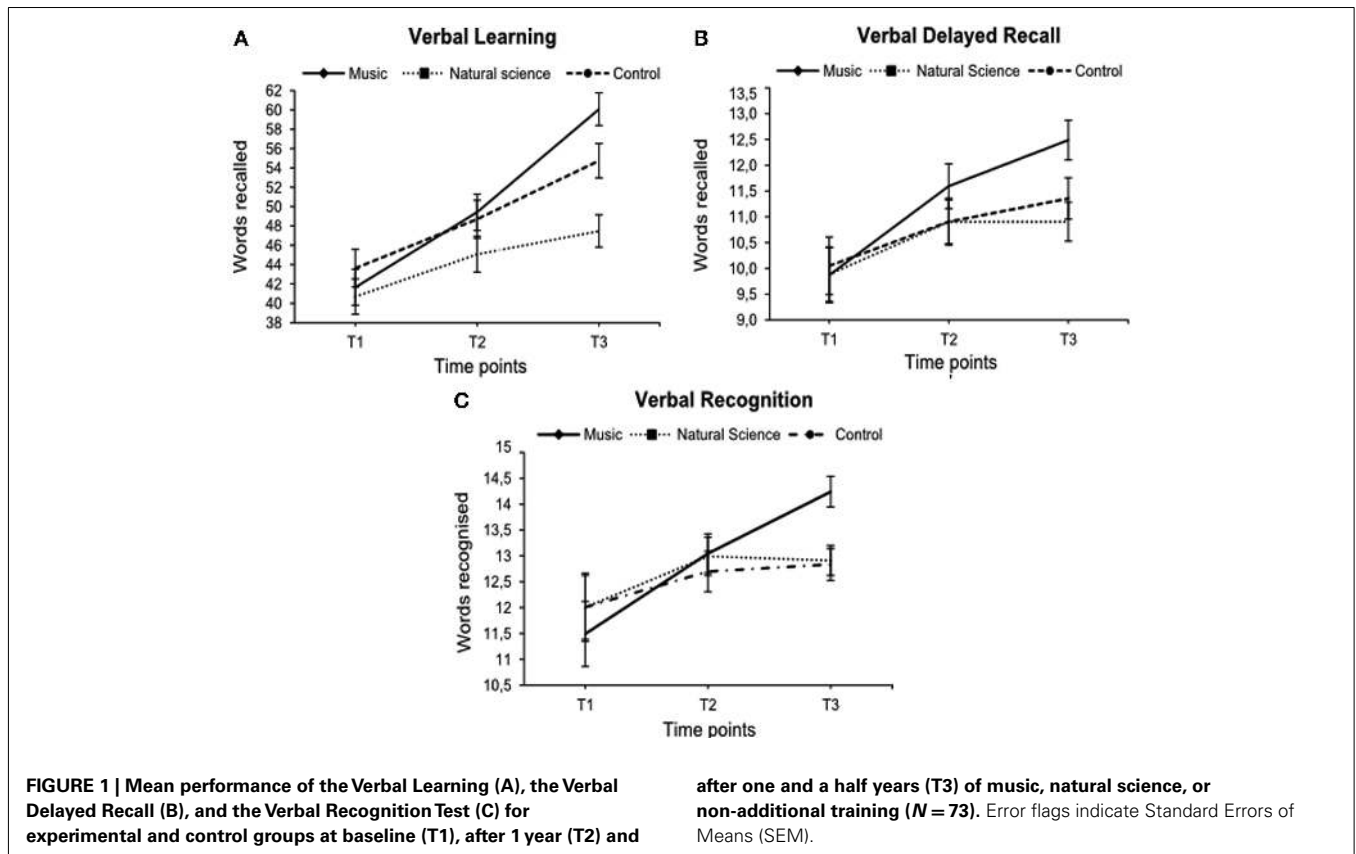 A
Verbal Learning
Music Natural science Control
62
60
58
56
54
52
50
48
46
44
42
40
38
Words recalled
T1 T2 T3
Time points
B
Verbal Delayed Recall
Music Natural Science Control
13,5
13,0
12,5
12,0
11,5
11,0
10,5
10,0
9,5
9,0
Words recalled
T1 T2 T3
Time points
C
Verbal Recognition
Music Natural Science Control
15
14,5
14
13,5
13
12,5
12
11,5
11
10,5
Words recognised
T1 T2 T3
Time points
FIGURE 1 | Mean performance of the Verbal Learning (A), the Verbal
Delayed Recall (B), and the Verbal Recognition Test (C) for
experimental and control groups at baseline (T1), after 1 year (T2) and
after one and a half years (T3) of music, natural science, or
non-additional training (N = 73). Error flags indicate Standard Errors of
Means (SEM).